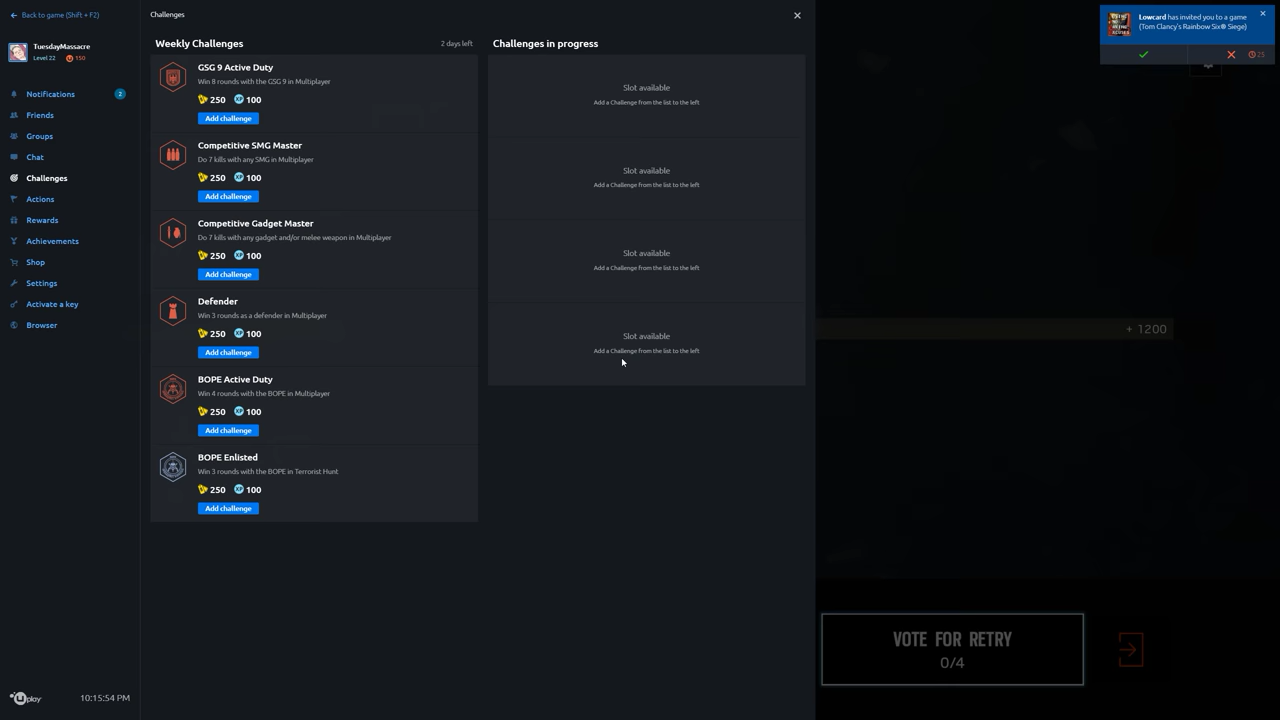 Back to game (Shift + F2)
TuesdayMassacre
Level 22 150
Notifications 2
Friends
Groups
Chat
Challenges
Actions
Rewards
Achievements
Shop
Settings
Activate a key
Browser
uplay
10:15:54 PM
Challenges
Weekly Challenges 2 days left
GSG 9 Active Duty
Win 8 rounds with the GSG 9 in Multiplayer
250 XP 100
Add challenge
Competitive SMG Master
Do 7 kills with any SMG in Multiplayer
250 XP 100
Add challenge
Competitive Gadget Master
Do 7 kills with any gadget and/or melee weapon in Multiplayer
250 XP 100
Add challenge
Defender
Win 3 rounds as a defender in Multiplayer
250 XP 100
Add challenge
BOPE Active Duty
Win 4 rounds with the BOPE in Multiplayer
250 XP 100
Add challenge
BOPE Enlisted
Win 3 rounds with the BOPE in Terrorist Hunt
250 XP 100
Add challenge
Challenges in progress
Slot available
Add a Challenge from the list to the left
Slot available
Add a Challenge from the list to the left
Slot available
Add a Challenge from the list to the left
Slot available
Add a Challenge from the list to the left
Lowcard has invited you to a game
(Tom Clancy's Rainbow Six® Siege)
25
+ 1200
VOTE FOR RETRY
0/4